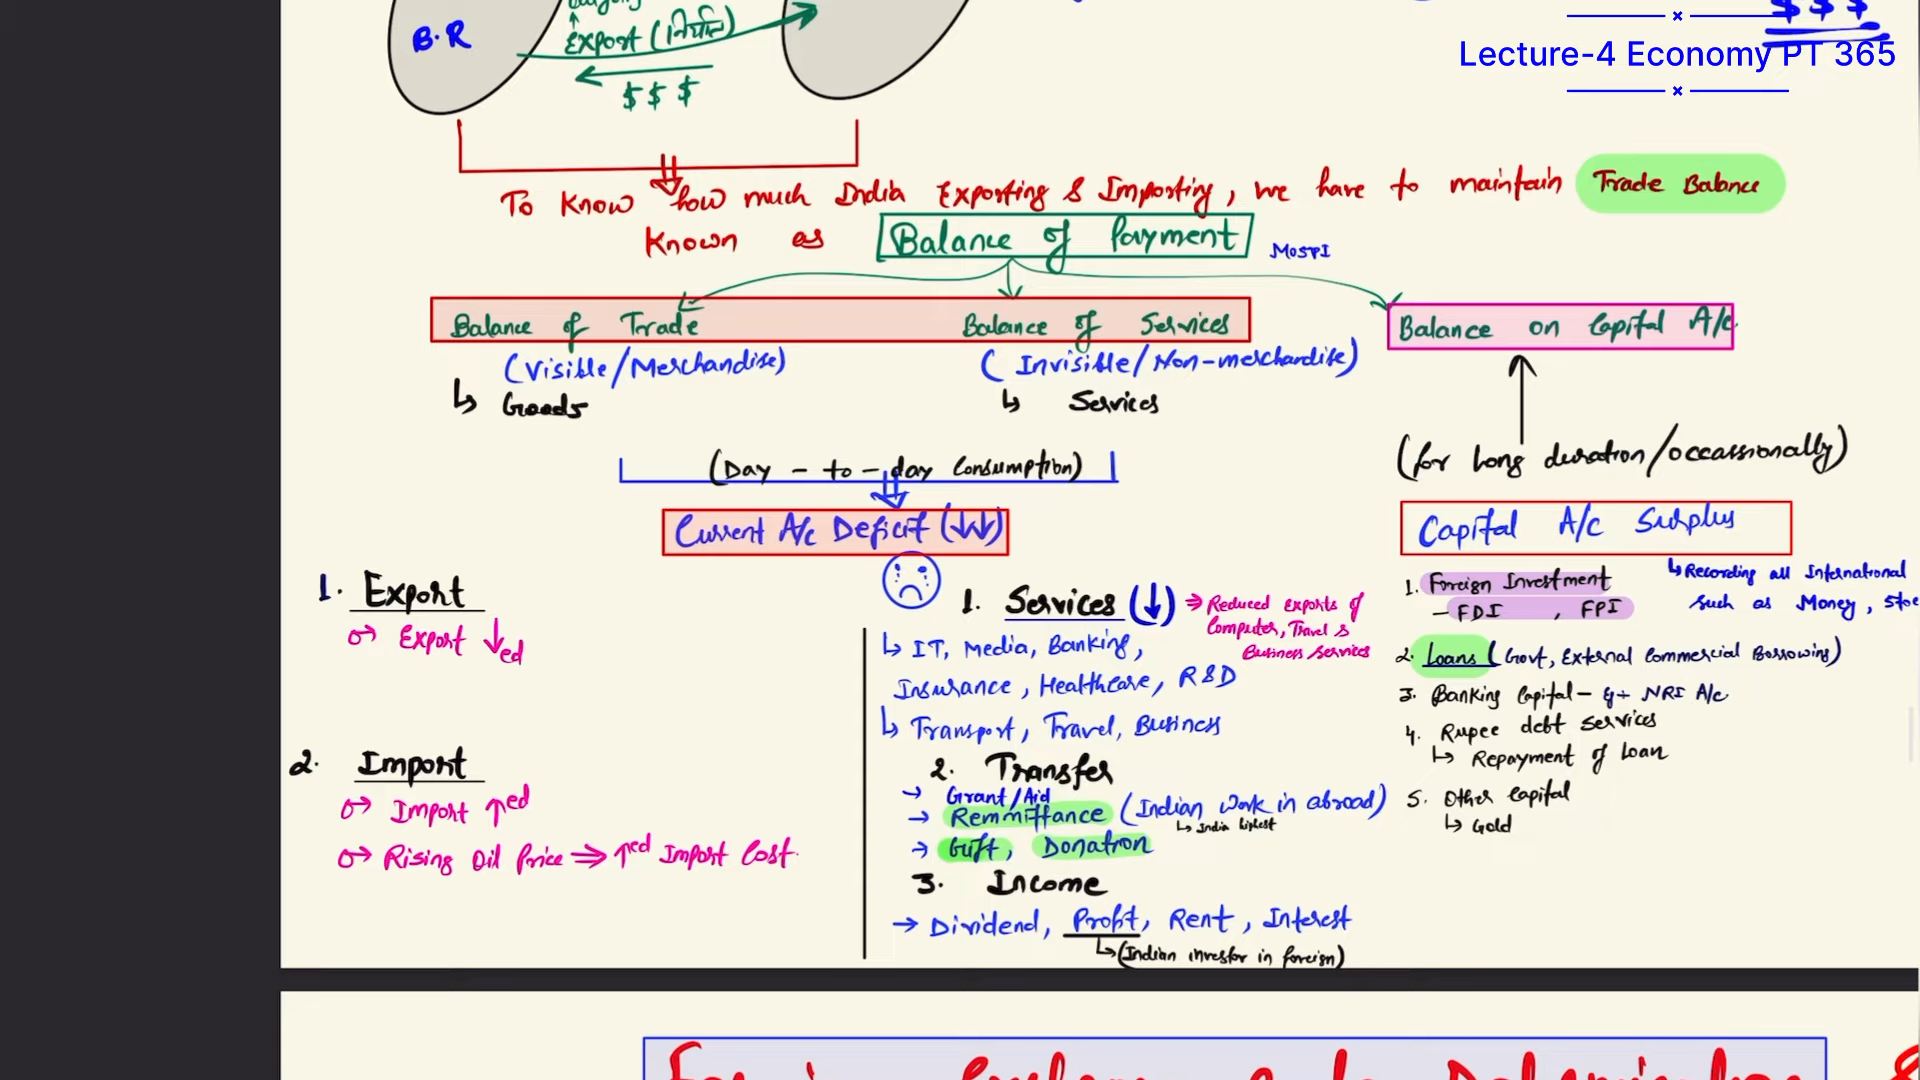 $ $ $
Lecture-4 Economy PT 365
B.R
Export (निर्यात)
$ $ $
To Know how much India Exporting & Importing, we have to maintain Trade Balance
Known as Balance of Payment
MOSPI
Balance of Trade
Balance of Services
Balance on Capital A/c
(Visible/Merchandise)
(Invisible/Non-merchandise)
↳ Goods
↳ Services
(Day - to - day Consumption)
(for Long duration/occassionally)
Current A/c Deficit (↓↓)
Capital A/c Surplus
1. Export
→ Export ↓ed
2. Import
→ Import ↑ed
→ Rising Oil Price ⇒ ↑ed Import Cost.
1. Services (↓) ⇒ Reduced exports of
Computer, Travel &
Business Services
↳ IT, Media, Banking,
Insurance, Healthcare, R&D
↳ Transport, Travel, Business
2. Transfer
→ Grant/Aid
→ Remmittance (Indian work in abroad)
↳ India highest
→ Gift, Donation
3. Income
→ Dividend, Profit, Rent, Interest
↳ (Indian investor in foreign)
1. Foreign Investment
- FDI , FPI
↳ Recording all International
such as Money, Stoc
2. Loans (Govt, External Commercial Borrowing)
3. Banking Capital - NRI A/c
4. Rupee debt services
↳ Repayment of Loan
5. Other Capital
↳ Gold